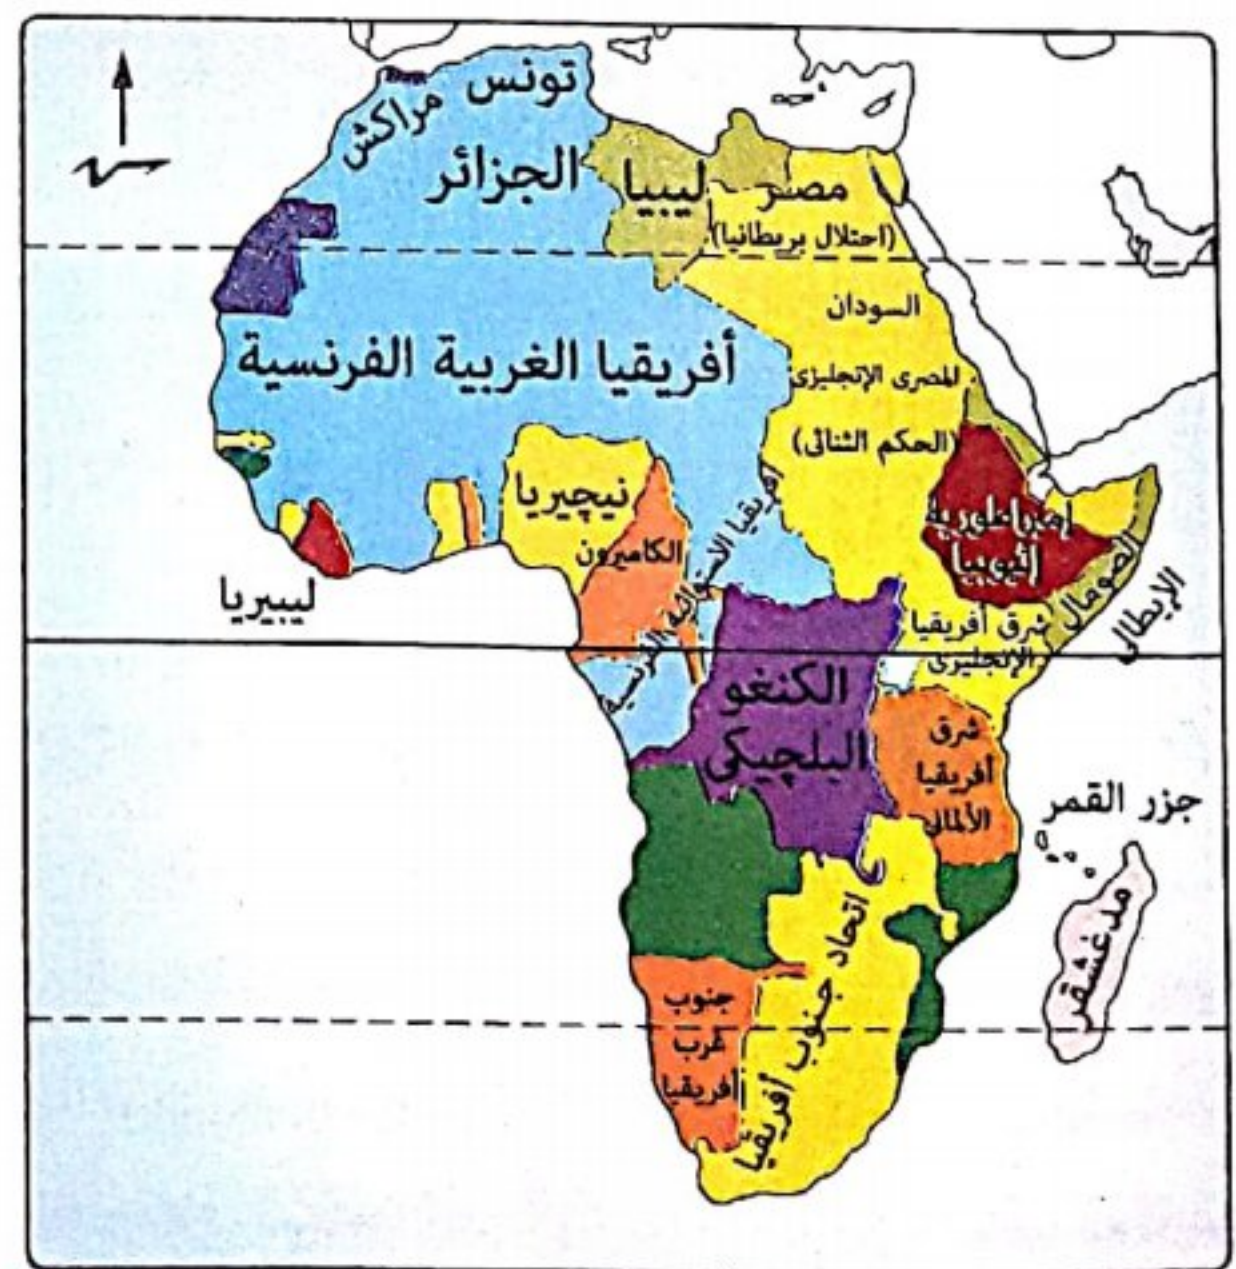 تونس
مراكش
الجزائر
ليبيا
مصر
(احتلال بريطانيا)
السودان
المصرى الإنجليزى
(الحكم الثنائى)
أفريقيا الغربية الفرنسية
نيچيريا
الكاميرون
أفريقيا الاستوائية الفرنسية
إمبراطورية
إثيوبيا
الصومال
الإيطالى
ليبيريا
شرق أفريقيا
الإنجليزى
الكنغو
البلچيكى
شرق
أفريقيا
الألمانى
جزر القمر
مدغشقر
اتحاد جنوب أفريقيا
جنوب
غرب
أفريقيا